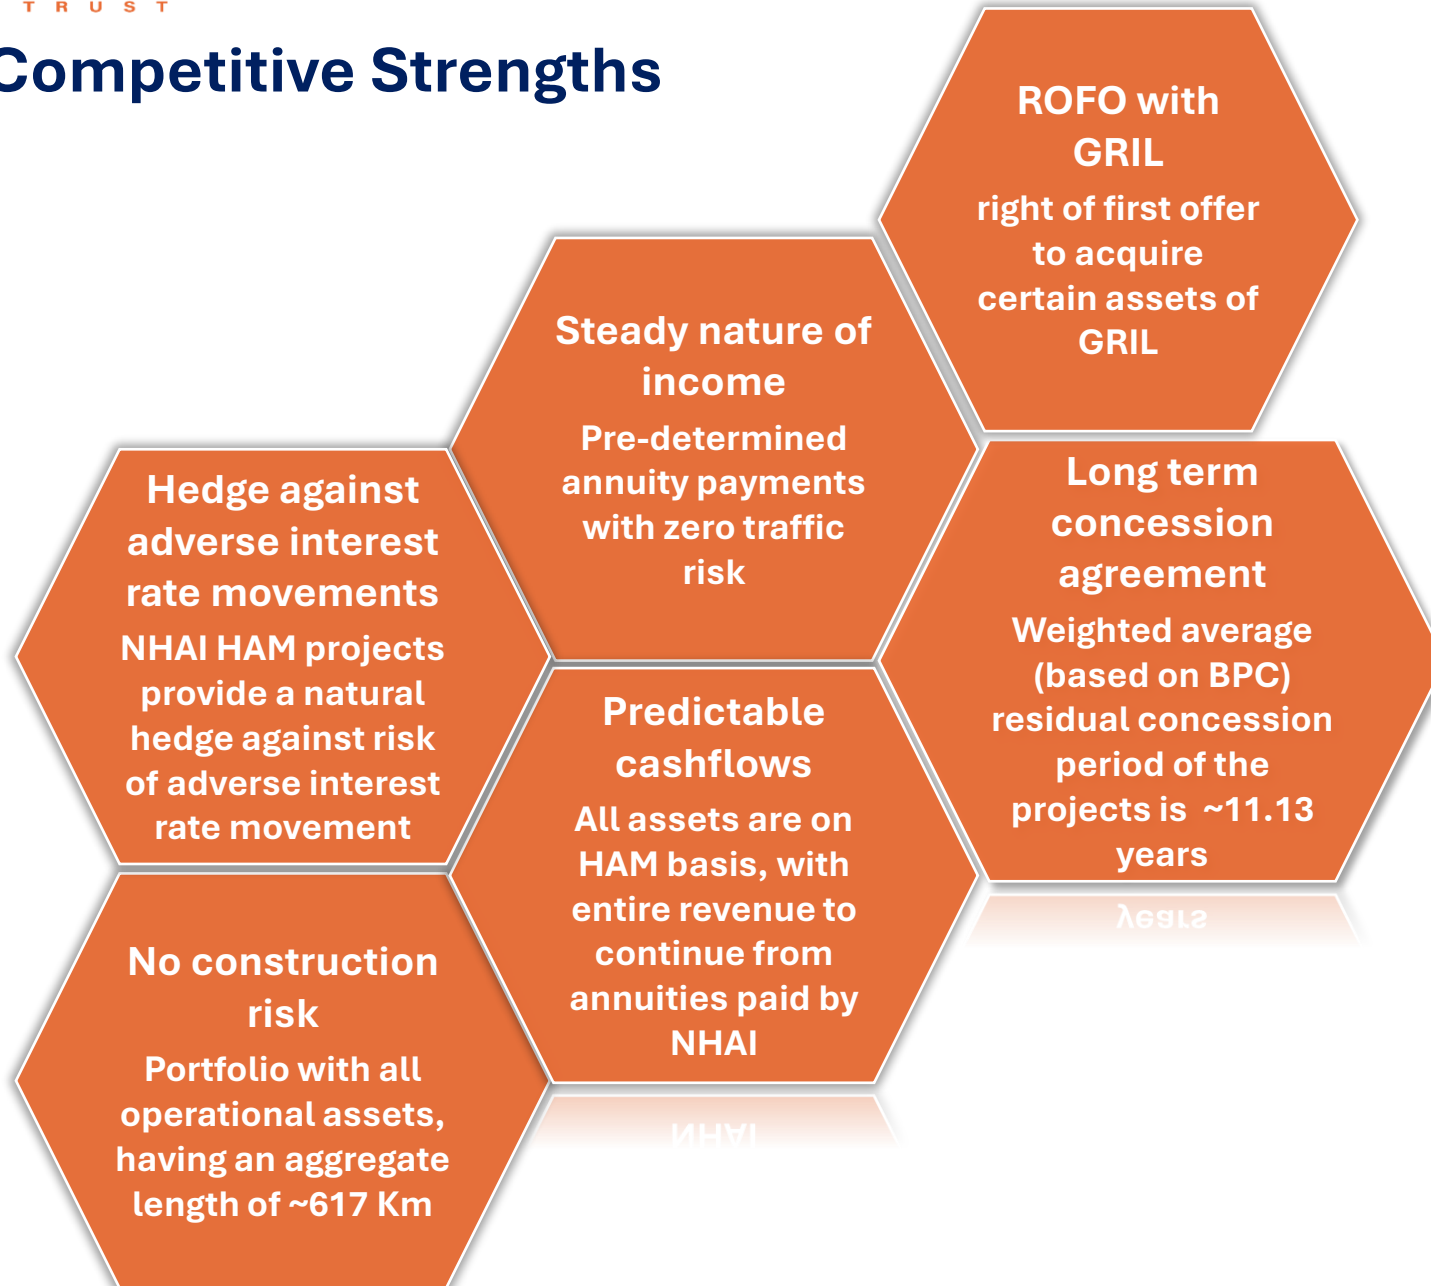 TRUST
Competitive Strengths
ROFO with
GRIL
right of first offer
to acquire
certain assets of
GRIL
Steady nature of
income
Pre-determined
annuity payments
with zero traffic
risk
Hedge against
adverse interest
rate movements
NHAI HAM projects
provide a natural
hedge against risk
of adverse interest
rate movement
Long term
concession
agreement
Weighted average
(based on BPC)
residual concession
period of the
projects is ~11.13
years
Predictable
cashflows
All assets are on
HAM basis, with
entire revenue to
continue from
annuities paid by
NHAI
No construction
risk
Portfolio with all
operational assets,
having an aggregate
length of ~617 Km